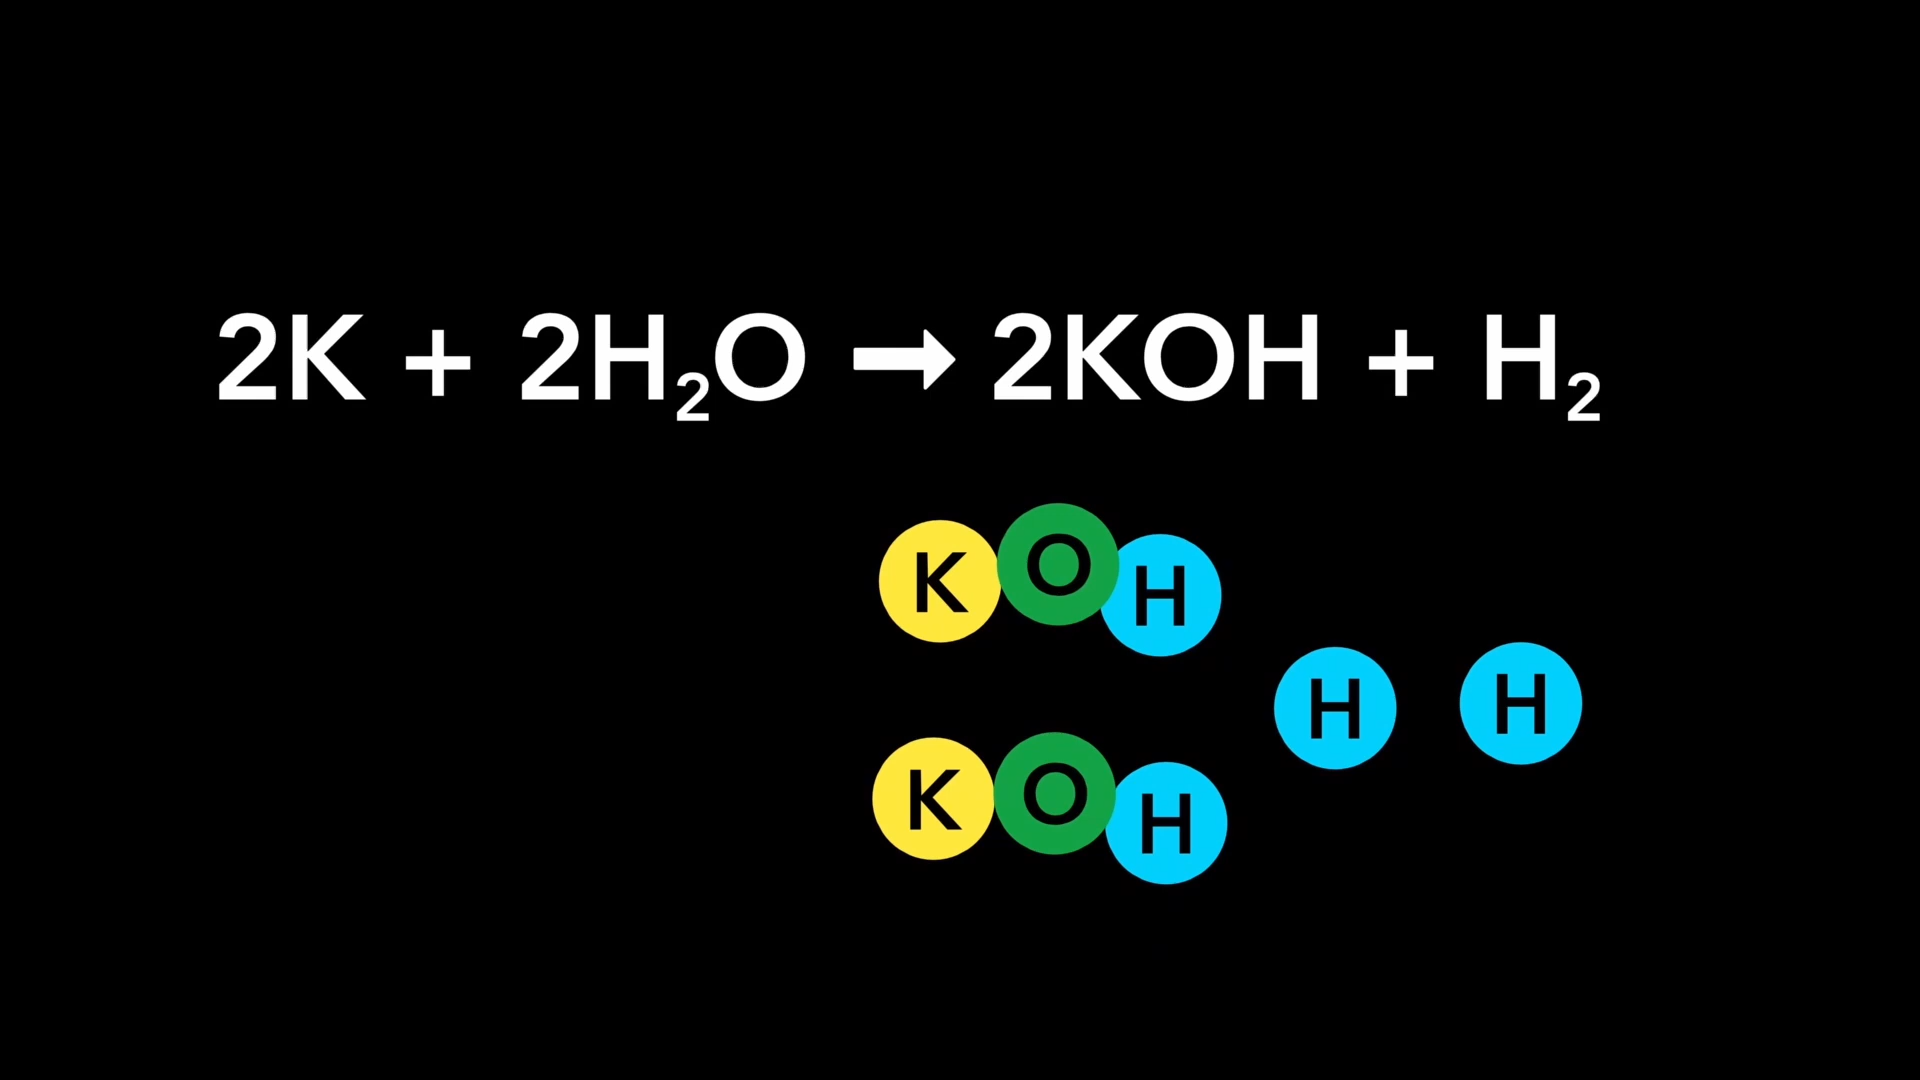 2K + 2H₂O → 2KOH + H₂
K O H
H H
K O H